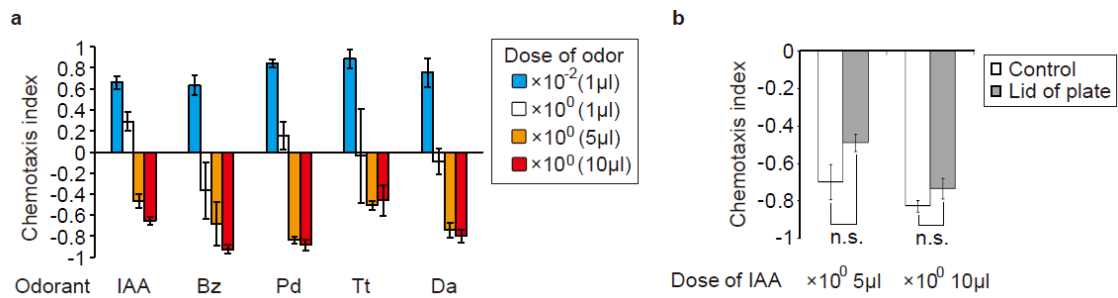 a
Chemotaxis index
1
0.8
0.6
0.4
0.2
0
-0.2
-0.4
-0.6
-0.8
-1
Odorant IAA Bz Pd Tt Da
Dose of odor
×10⁻² (1µl)
×10⁰ (1µl)
×10⁰ (5µl)
×10⁰ (10µl)
b
Chemotaxis index
0
-0.2
-0.4
-0.6
-0.8
-1
n.s. n.s.
Dose of IAA ×10⁰ 5µl ×10⁰ 10µl
Control
Lid of plate